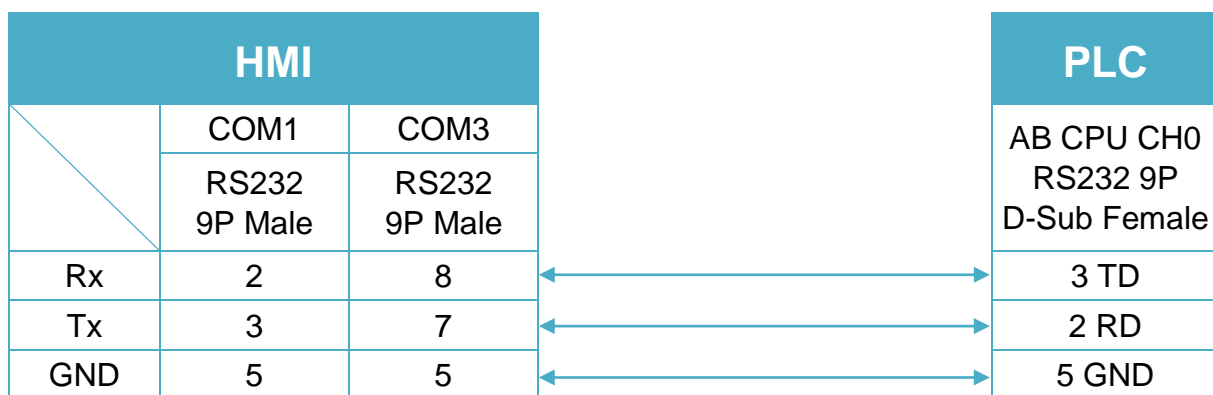 HMI PLC
COM1 COM3 AB CPU CH0
RS232 RS232 RS232 9P
9P Male 9P Male D-Sub Female
Rx 2 8 3 TD
Tx 3 7 2 RD
GND 5 5 5 GND